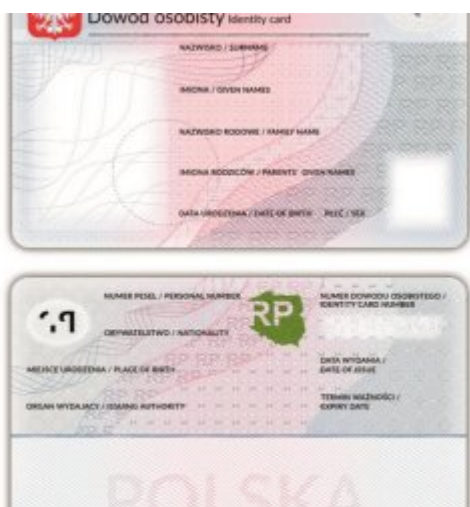 Dowód osobisty Identity card
NAZWISKO / SURNAME
IMIONA / GIVEN NAMES
NAZWISKO RODOWE / FAMILY NAME
IMIONA RODZICÓW / PARENTS' GIVEN NAMES
DATA URODZENIA / DATE OF BIRTH PŁEĆ / SEX
NUMER PESEL / PERSONAL NUMBER
OBYWATELSTWO / NATIONALITY
MIEJSCE URODZENIA / PLACE OF BIRTH
ORGAN WYDAJĄCY / ISSUING AUTHORITY
RP
NUMER DOWODU OSOBISTEGO /
IDENTITY CARD NUMBER
DATA WYDANIA /
DATE OF ISSUE
TERMIN WAŻNOŚCI /
EXPIRY DATE
RP RP RP
POLSKA